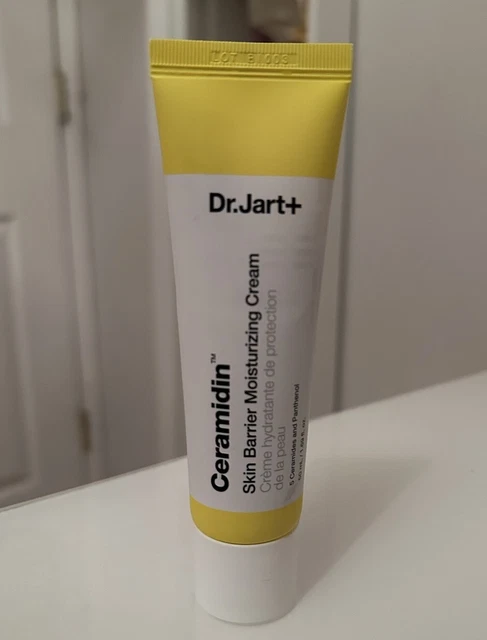 Dr.Jart+
Ceramidin™
Skin Barrier Moisturizing Cream
Crème hydratante de protection
de la peau
5 Ceramides and Panthenol